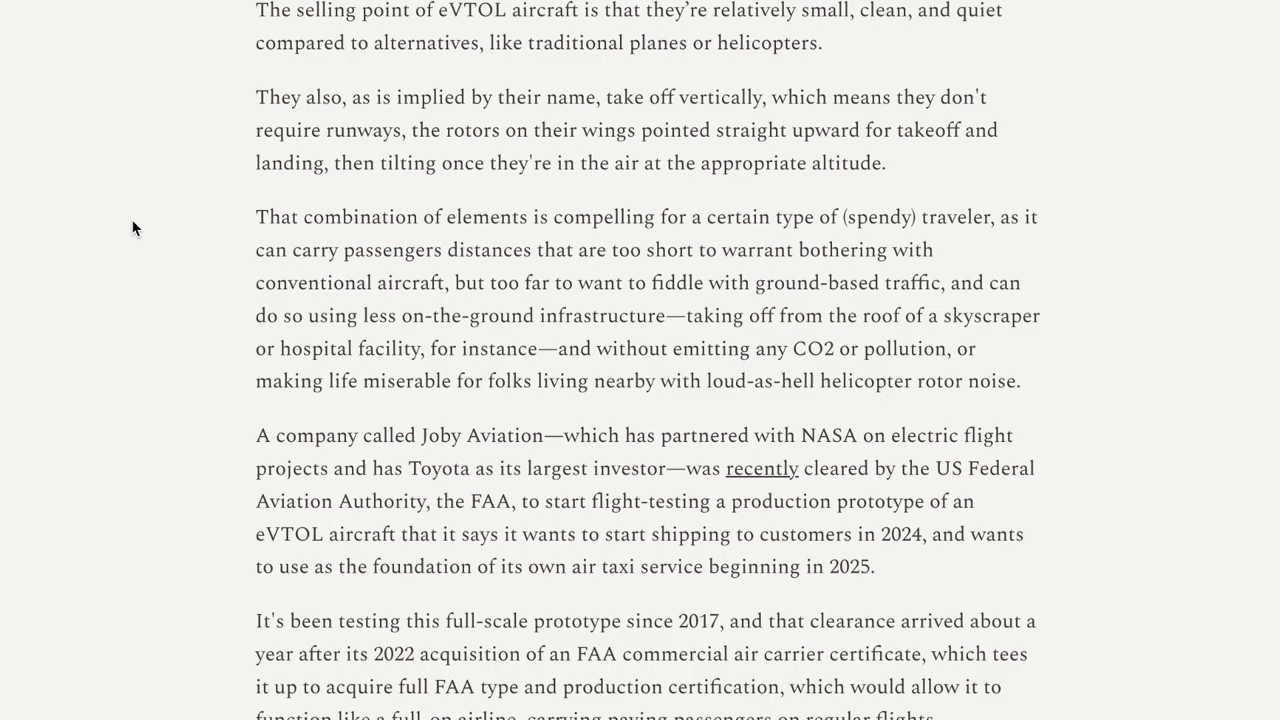 The selling point of eVTOL aircraft is that they’re relatively small, clean, and quiet
compared to alternatives, like traditional planes or helicopters.
They also, as is implied by their name, take off vertically, which means they don't
require runways, the rotors on their wings pointed straight upward for takeoff and
landing, then tilting once they're in the air at the appropriate altitude.
That combination of elements is compelling for a certain type of (spendy) traveler, as it
can carry passengers distances that are too short to warrant bothering with
conventional aircraft, but too far to want to fiddle with ground-based traffic, and can
do so using less on-the-ground infrastructure—taking off from the roof of a skyscraper
or hospital facility, for instance—and without emitting any CO2 or pollution, or
making life miserable for folks living nearby with loud-as-hell helicopter rotor noise.
A company called Joby Aviation—which has partnered with NASA on electric flight
projects and has Toyota as its largest investor—was recently cleared by the US Federal
Aviation Authority, the FAA, to start flight-testing a production prototype of an
eVTOL aircraft that it says it wants to start shipping to customers in 2024, and wants
to use as the foundation of its own air taxi service beginning in 2025.
It's been testing this full-scale prototype since 2017, and that clearance arrived about a
year after its 2022 acquisition of an FAA commercial air carrier certificate, which tees
it up to acquire full FAA type and production certification, which would allow it to
function like a full-on airline, carrying paying passengers on regular flights.